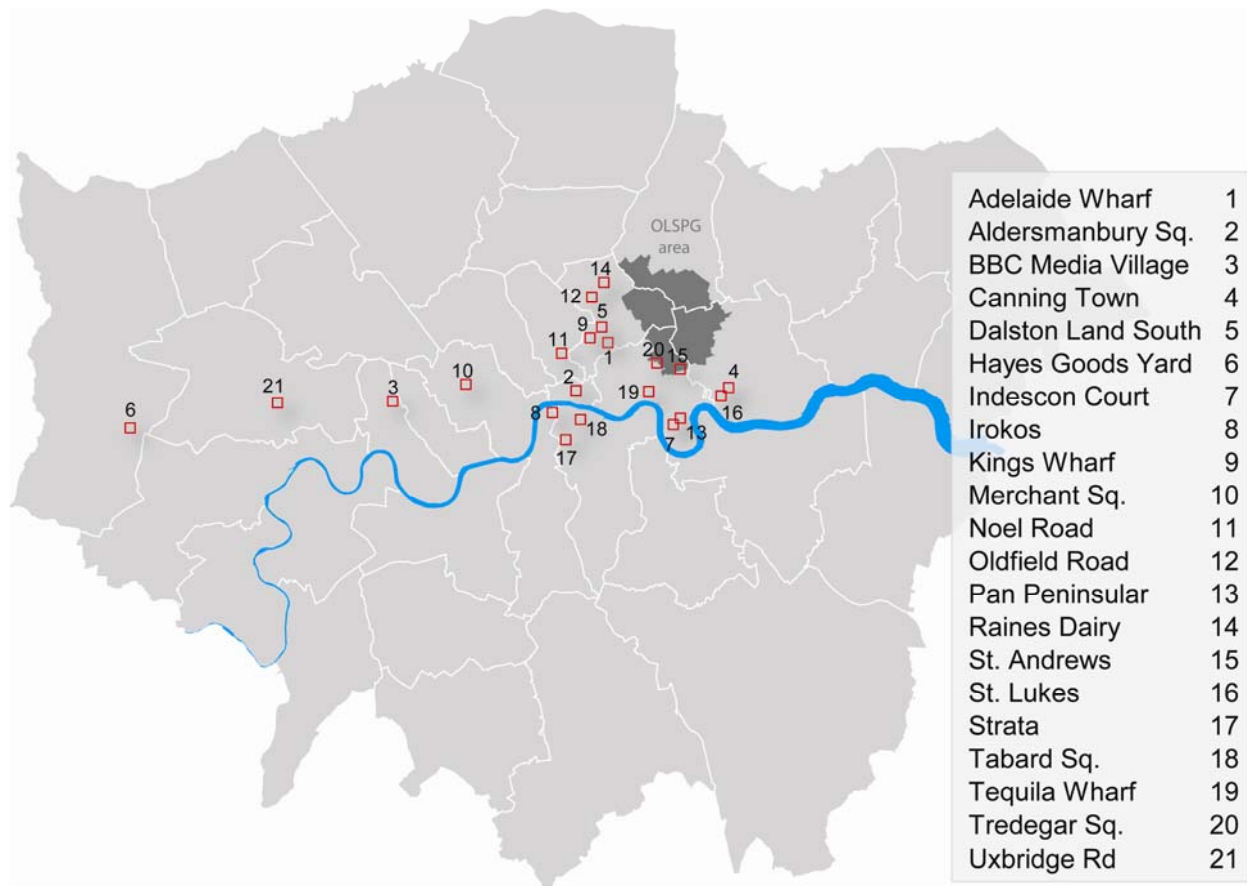 OLSPG
area
14
12
5
9
11
1
20
15
10
4
2
3
21
19
16
6
8
18
13
7
17
Adelaide Wharf 1
Aldersmanbury Sq. 2
BBC Media Village 3
Canning Town 4
Dalston Land South 5
Hayes Goods Yard 6
Indescon Court 7
Irokos 8
Kings Wharf 9
Merchant Sq. 10
Noel Road 11
Oldfield Road 12
Pan Peninsular 13
Raines Dairy 14
St. Andrews 15
St. Lukes 16
Strata 17
Tabard Sq. 18
Tequila Wharf 19
Tredegar Sq. 20
Uxbridge Rd 21